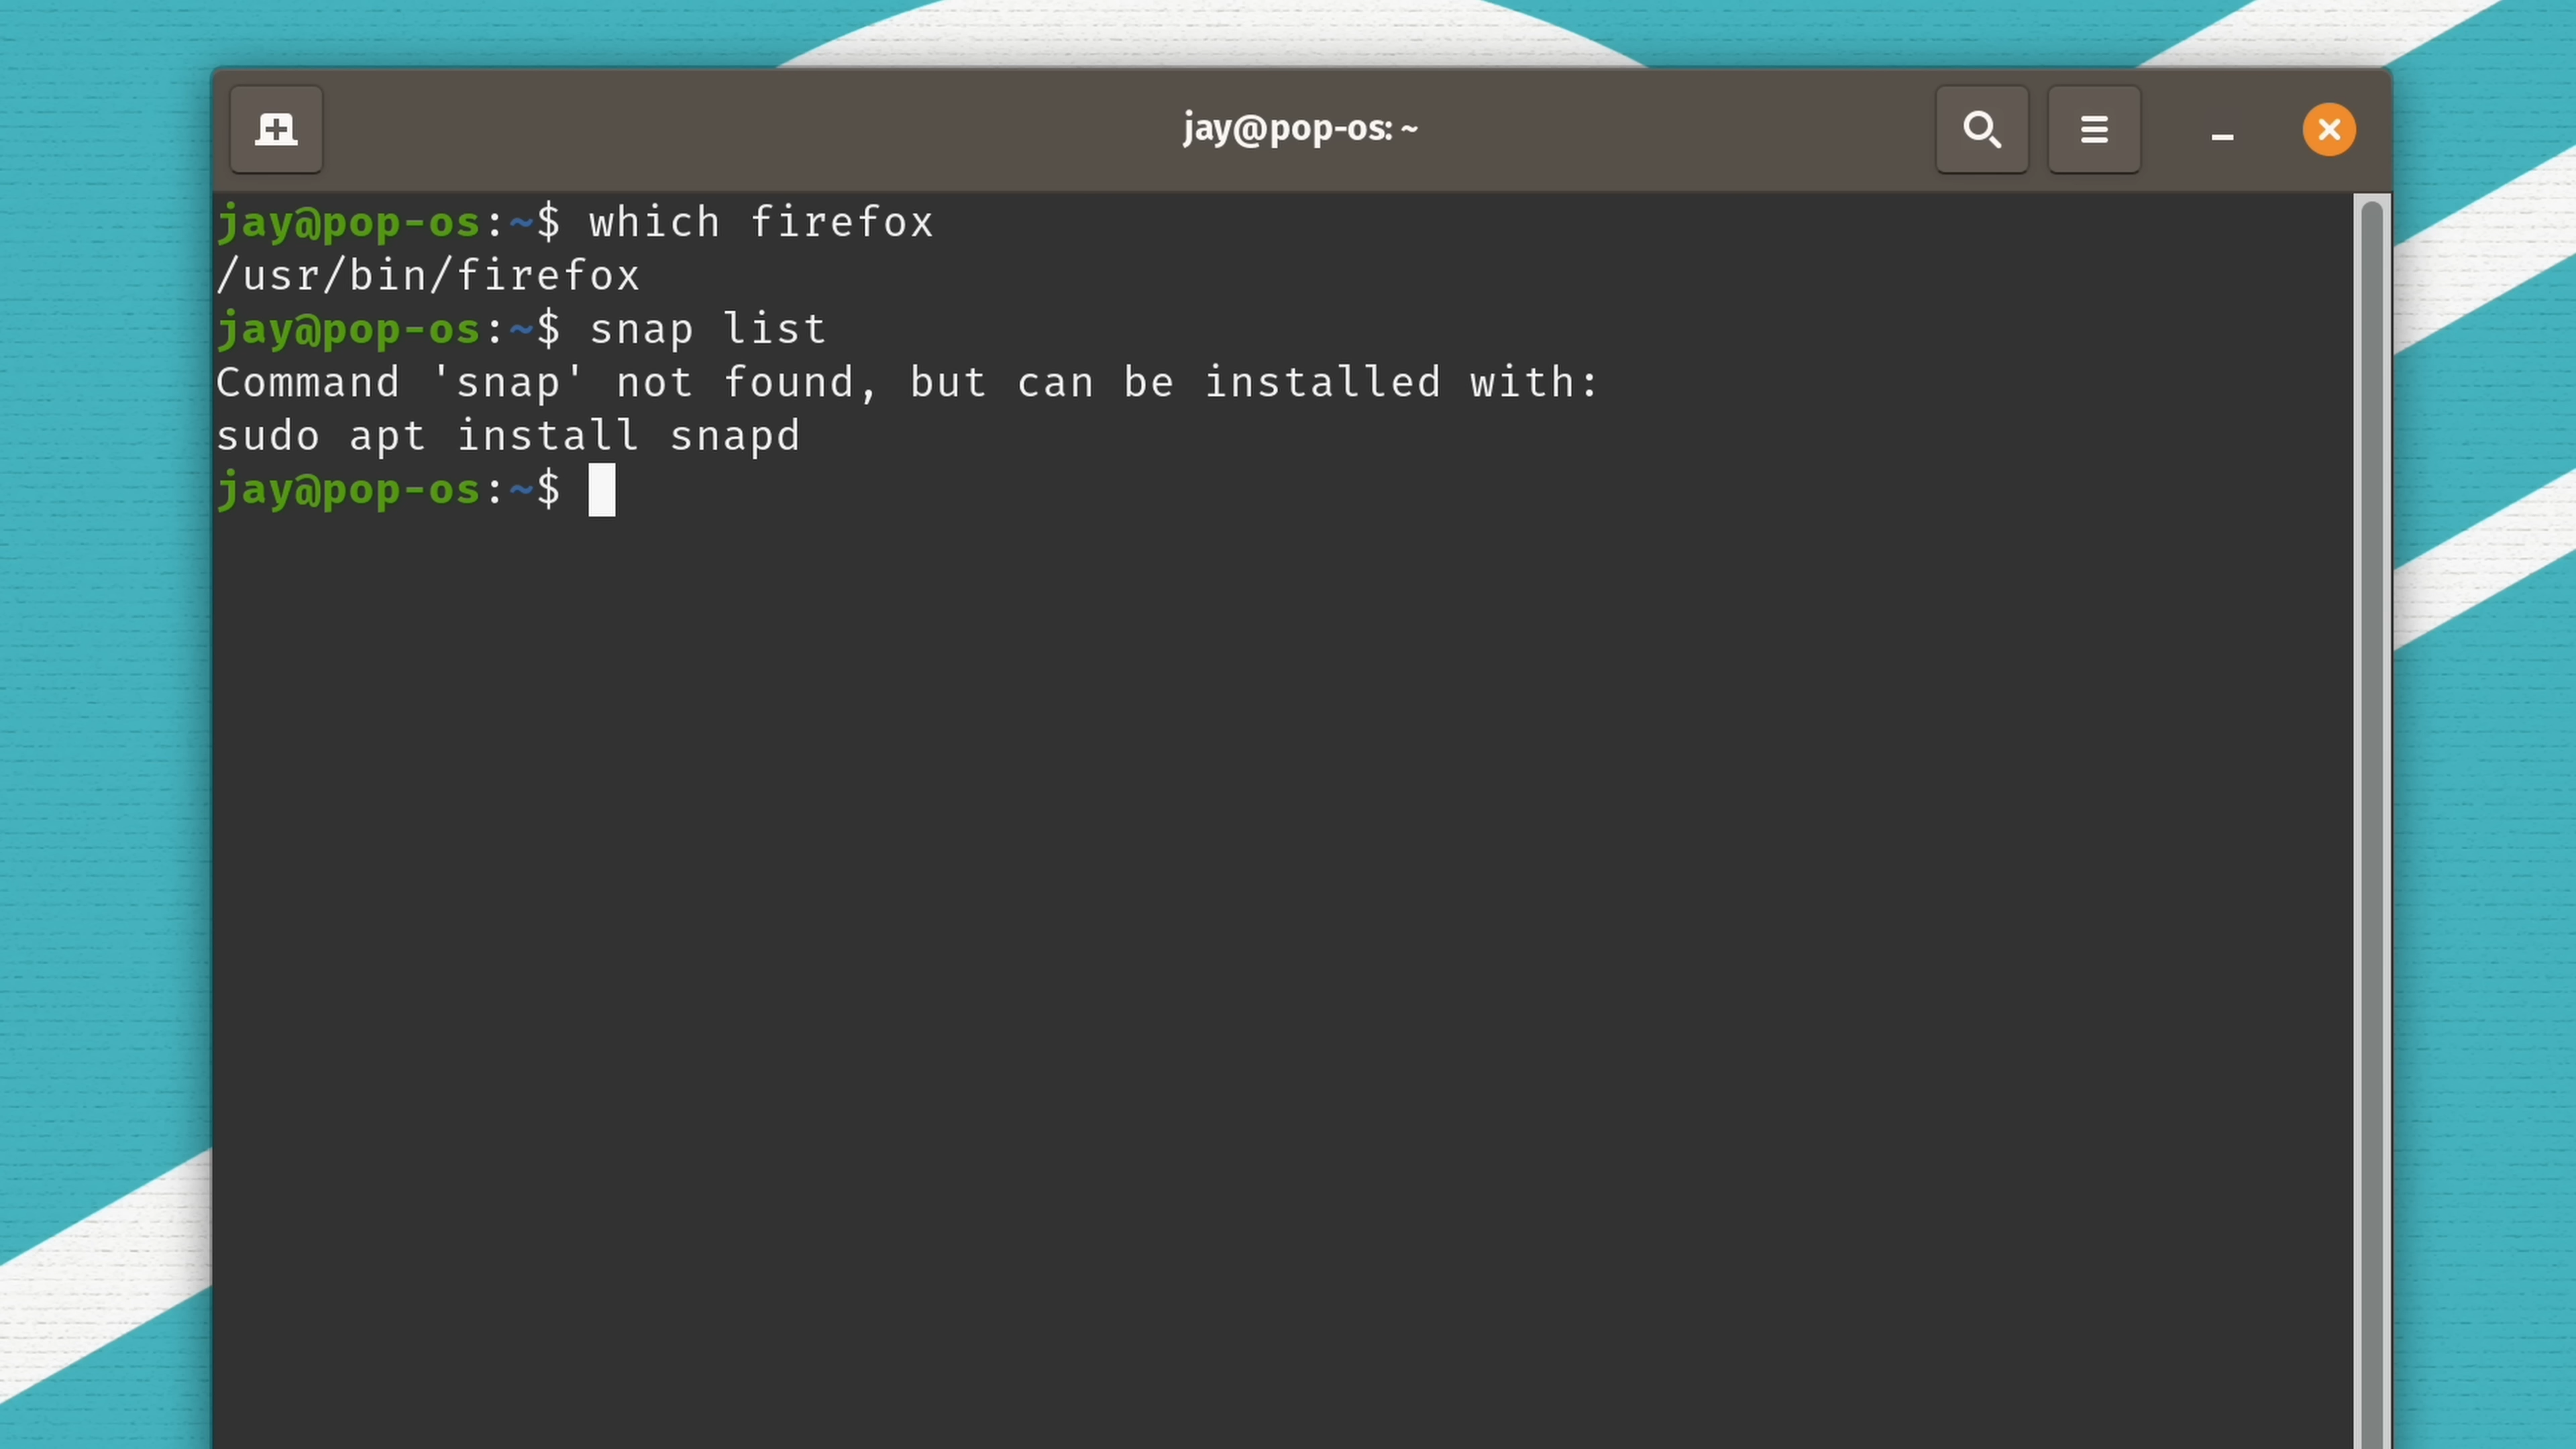 jay@pop-os: ~
jay@pop-os:~$ which firefox
/usr/bin/firefox
jay@pop-os:~$ snap list
Command 'snap' not found, but can be installed with:
sudo apt install snapd
jay@pop-os:~$